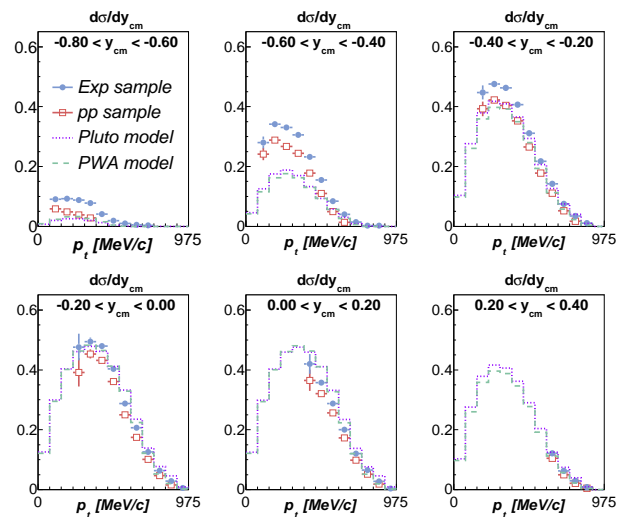 dσ/dy_cm dσ/dy_cm dσ/dy_cm
-0.80 < y_cm < -0.60 -0.60 < y_cm < -0.40 -0.40 < y_cm < -0.20
0.6 0.6 0.6
Exp sample
0.4 0.4 0.4
pp sample
Pluto model
0.2 0.2 0.2
PWA model
0 0 0
0 975 0 975 0 975
p_t [MeV/c] p_t [MeV/c] p_t [MeV/c]
dσ/dy_cm dσ/dy_cm dσ/dy_cm
-0.20 < y_cm < 0.00 0.00 < y_cm < 0.20 0.20 < y_cm < 0.40
0.6 0.6 0.6
0.4 0.4 0.4
0.2 0.2 0.2
0 0 0
0 975 0 975 0 975
p_t [MeV/c] p_t [MeV/c] p_t [MeV/c]